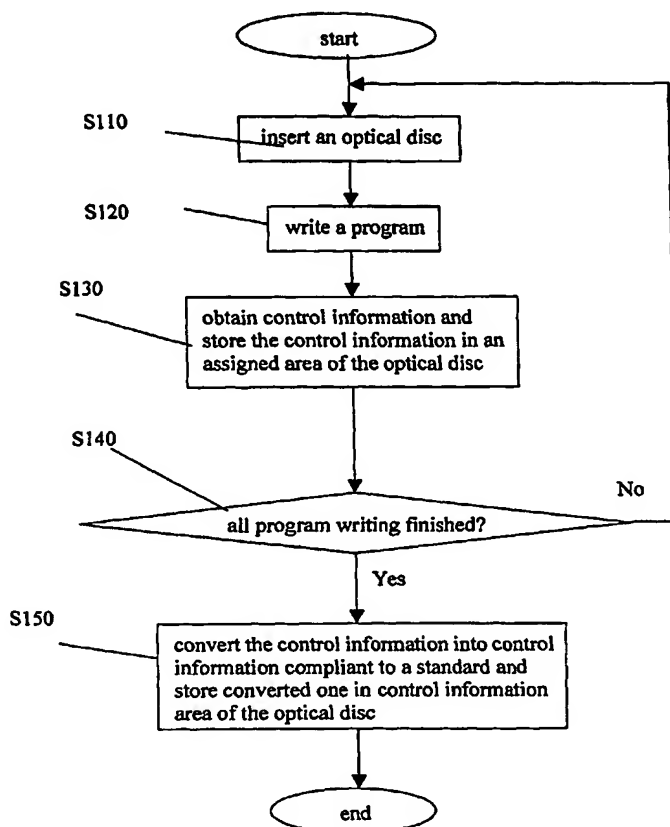 start
S110
insert an optical disc
S120
write a program
S130
obtain control information and
store the control information in an
assigned area of the optical disc
S140
No
all program writing finished?
Yes
S150
convert the control information into control
information compliant to a standard and
store converted one in control information
area of the optical disc
end